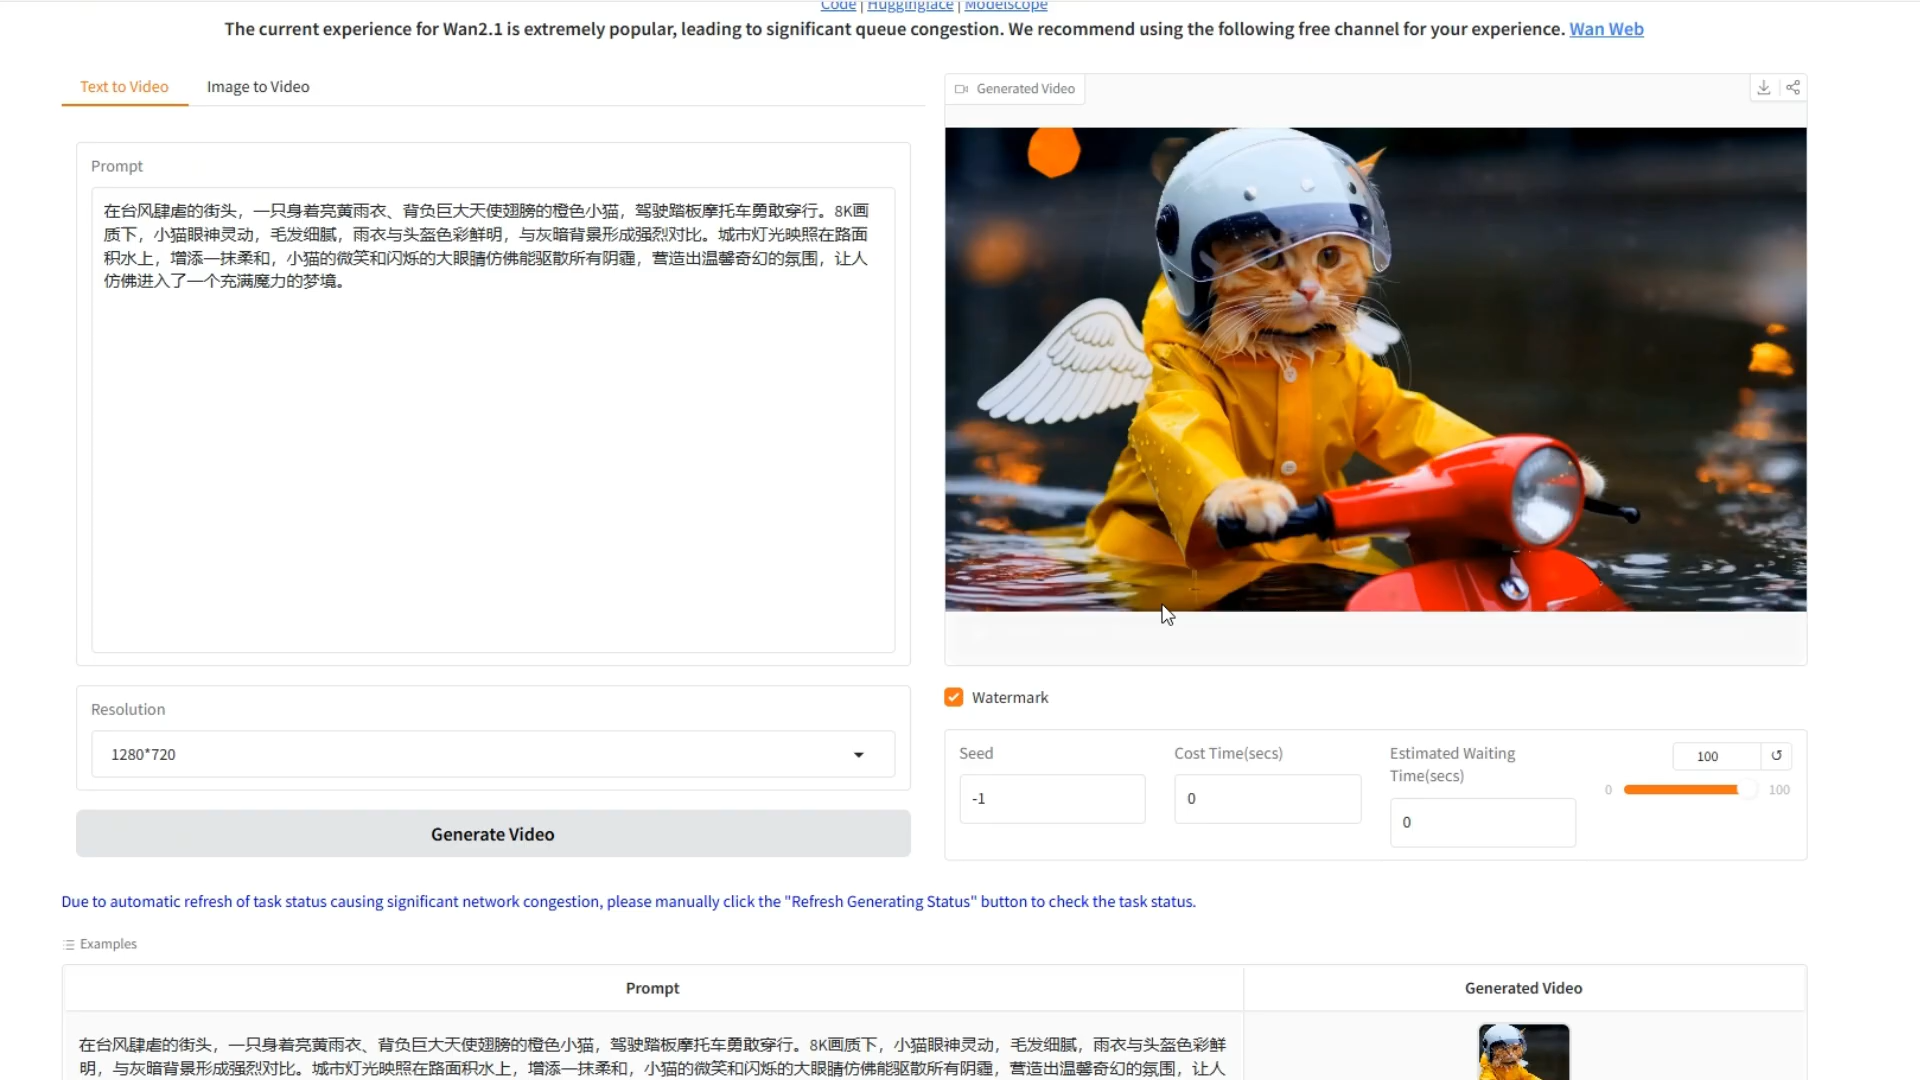 Code | Huggingface | Modelscope
The current experience for Wan2.1 is extremely popular, leading to significant queue congestion. We recommend using the following free channel for your experience. Wan Web
Text to Video
Image to Video
Prompt
在台风肆虐的街头，一只身着亮黄雨衣、背负巨大天使翅膀的橙色小猫，驾驶踏板摩托车勇敢穿行。8K画
质下，小猫眼神灵动，毛发细腻，雨衣与头盔色彩鲜明，与灰暗背景形成强烈对比。城市灯光映照在路面
积水上，增添一抹柔和，小猫的微笑和闪烁的大眼睛仿佛能驱散所有阴霾，营造出温馨奇幻的氛围，让人
仿佛进入了一个充满魔力的梦境。
Resolution
1280*720
Generate Video
Generated Video
Watermark
Seed
-1
Cost Time(secs)
0
Estimated Waiting
Time(secs)
0
100
0
100
Due to automatic refresh of task status causing significant network congestion, please manually click the "Refresh Generating Status" button to check the task status.
Examples
Prompt
Generated Video
在台风肆虐的街头，一只身着亮黄雨衣、背负巨大天使翅膀的橙色小猫，驾驶踏板摩托车勇敢穿行。8K画质下，小猫眼神灵动，毛发细腻，雨衣与头盔色彩鲜
明，与灰暗背景形成强烈对比。城市灯光映照在路面积水上，增添一抹柔和，小猫的微笑和闪烁的大眼睛仿佛能驱散所有阴霾，营造出温馨奇幻的氛围，让人